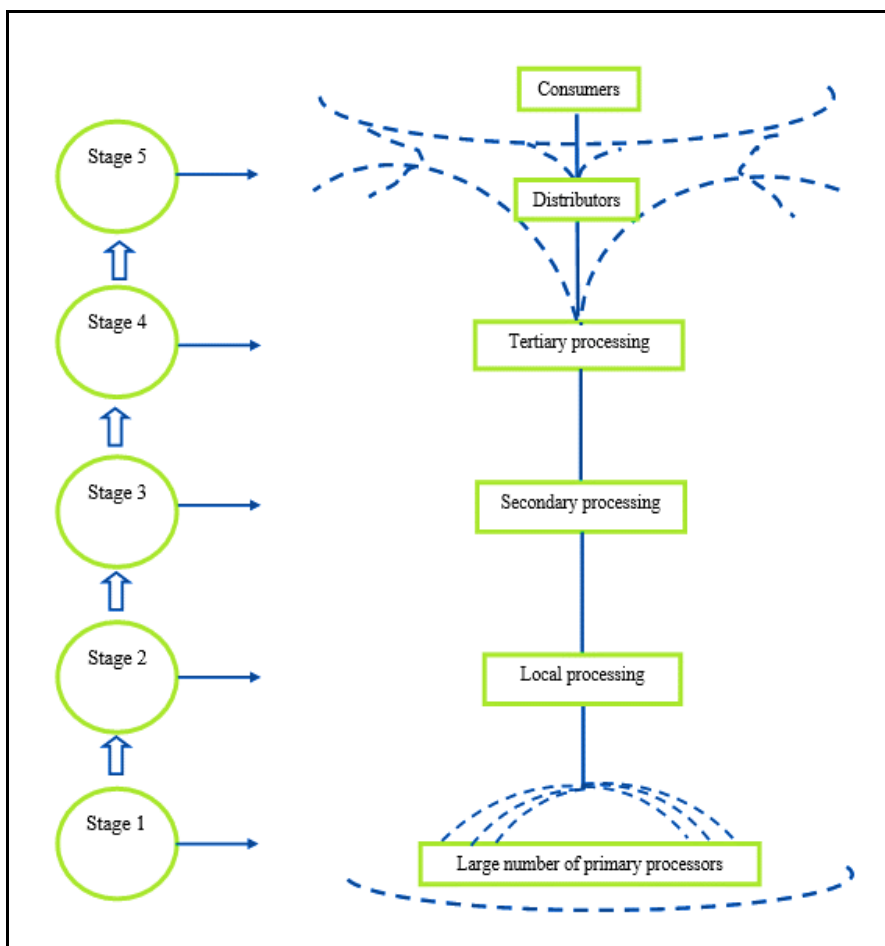 Consumers
Stage 5
Distributors
Stage 4
Tertiary processing
Stage 3
Secondary processing
Stage 2
Local processing
Stage 1
Large number of primary processors